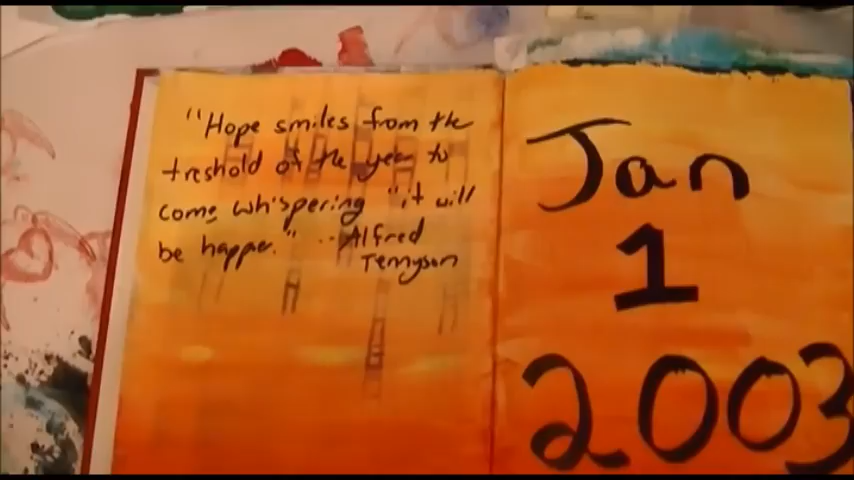 "Hope smiles from the
treshold of the year to
come, whispering "it will
be happer." -- Alfred
Tennyson
Jan
1
2003